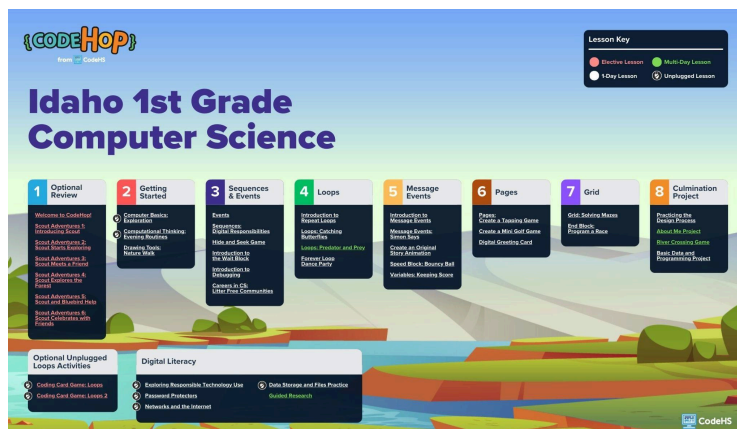 {CODEHOP}
from CodeHS
Lesson Key
Elective Lesson
Multi-Day Lesson
1-Day Lesson
Unplugged Lesson
Idaho 1st Grade
Computer Science
1
Optional
Review
Welcome to CodeHop!
Scout Adventures 1:
Introducing Scout
Scout Adventures 2:
Scout Starts Exploring
Scout Adventures 3:
Scout Meets a Friend
Scout Adventures 4:
Scout Explores the
Forest
Scout Adventures 5:
Scout and Bluebird Help
Scout Adventures 6:
Scout Celebrates with
Friends
2
Getting
Started
Computer Basics:
Exploration
Computational Thinking:
Evening Routines
Drawing Tools:
Nature Walk
3
Sequences
& Events
Events
Sequences:
Digital Responsibilities
Hide and Seek Game
Introduction to
the Wait Block
Introduction to
Debugging
Careers in CS:
Litter Free Communities
4
Loops
Introduction to
Repeat Loops
Loops: Catching
Butterflies
Loops: Predator and Prey
Forever Loop
Dance Party
5
Message
Events
Introduction to
Message Events
Message Events:
Simon Says
Create an Original
Story Animation
Speed Block: Bouncy Ball
Variables: Keeping Score
6
Pages
Pages:
Create a Tapping Game
Create a Mini Golf Game
Digital Greeting Card
7
Grid
Grid: Solving Mazes
End Block:
Program a Race
8
Culmination
Project
Practicing the
Design Process
About Me Project
River Crossing Game
Basic Data and
Programming Project
Optional Unplugged
Loops Activities
Coding Card Game: Loops
Coding Card Game: Loops 2
Digital Literacy
Exploring Responsible Technology Use
Password Protectors
Networks and the Internet
Data Storage and Files Practice
Guided Research
CodeHS